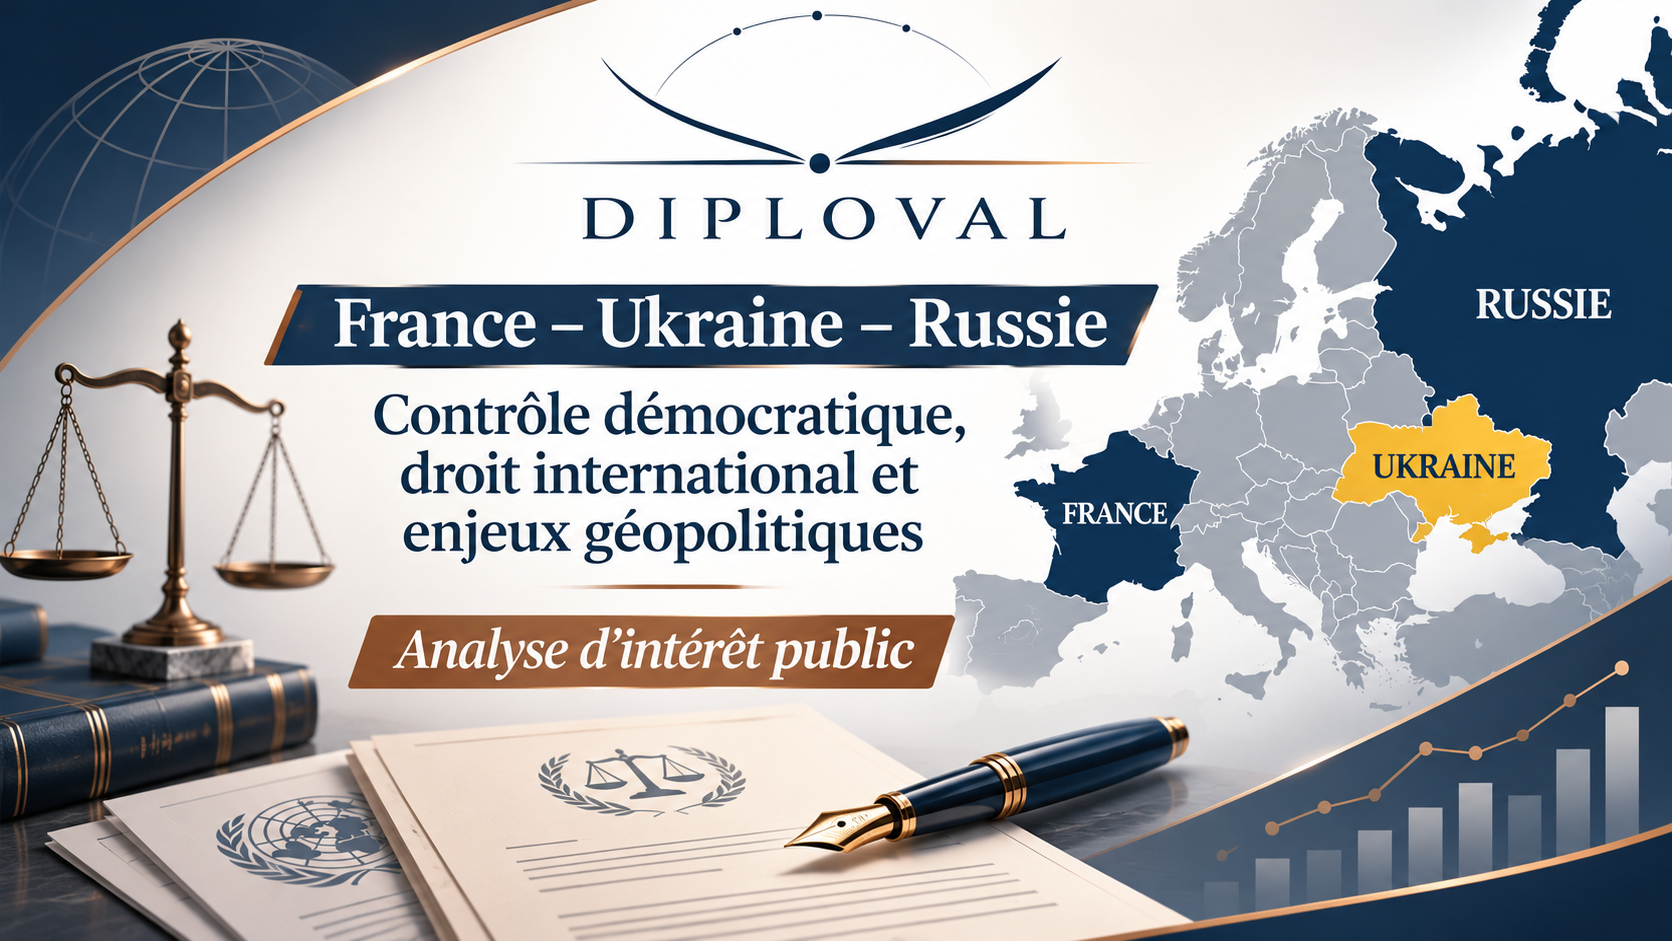 DIPLOVAL
France – Ukraine – Russie
Contrôle démocratique,
droit international et
enjeux géopolitiques
Analyse d’intérêt public
RUSSIE
UKRAINE
FRANCE